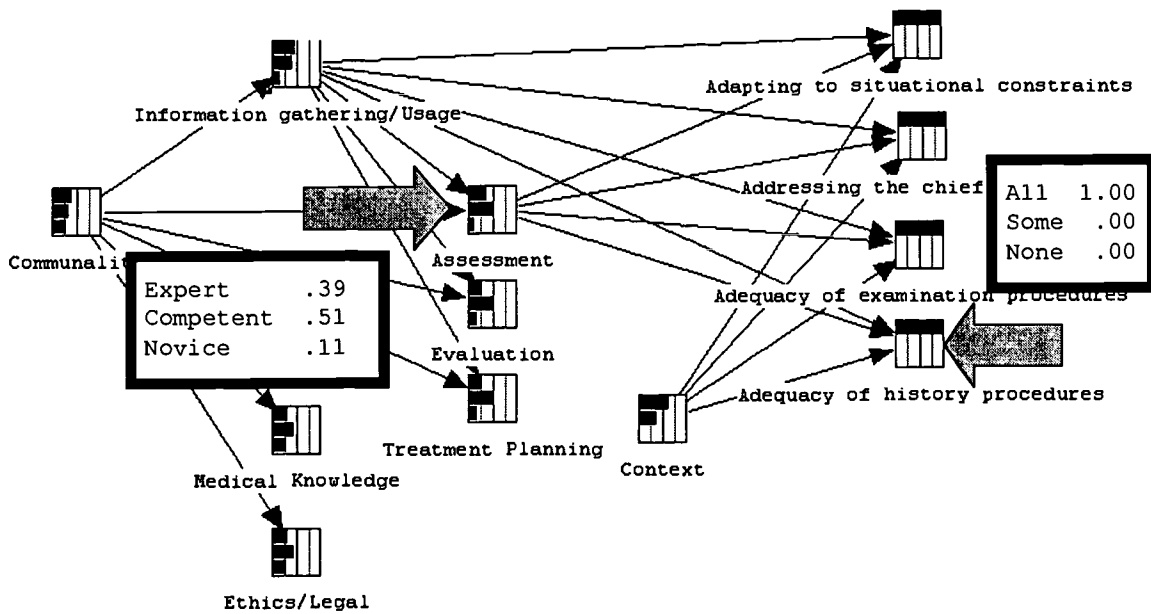 Adapting to situational constraints
Information gathering/Usage
Addressing the chief
All 1.00
Some .00
None .00
Communalit
Assessment
Expert .39
Competent .51
Novice .11
Adequacy of examination procedures
Evaluation
Adequacy of history procedures
Treatment Planning
Context
Medical Knowledge
Ethics/Legal